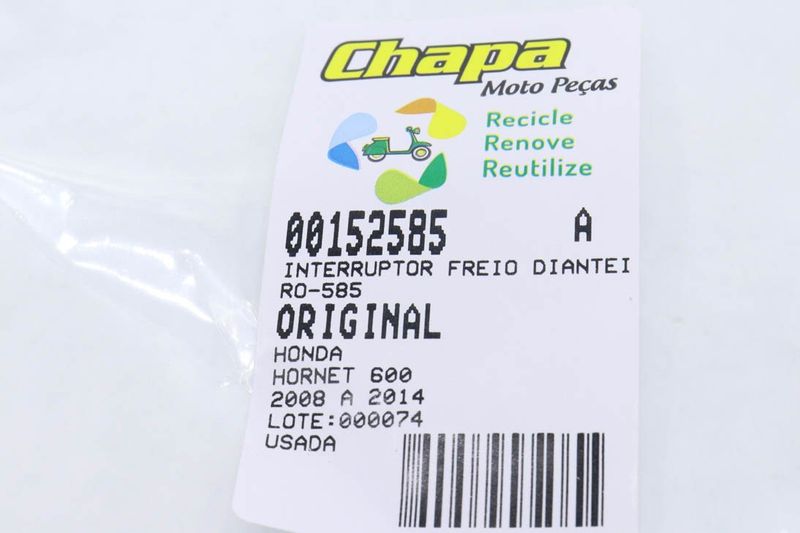 Chapa
Moto Peças
Recicle
Renove
Reutilize
00152585 A
INTERRUPTOR FREIO DIANTEI
RO-585
ORIGINAL
HONDA
HORNET 600
2008 A 2014
LOTE:000074
USADA